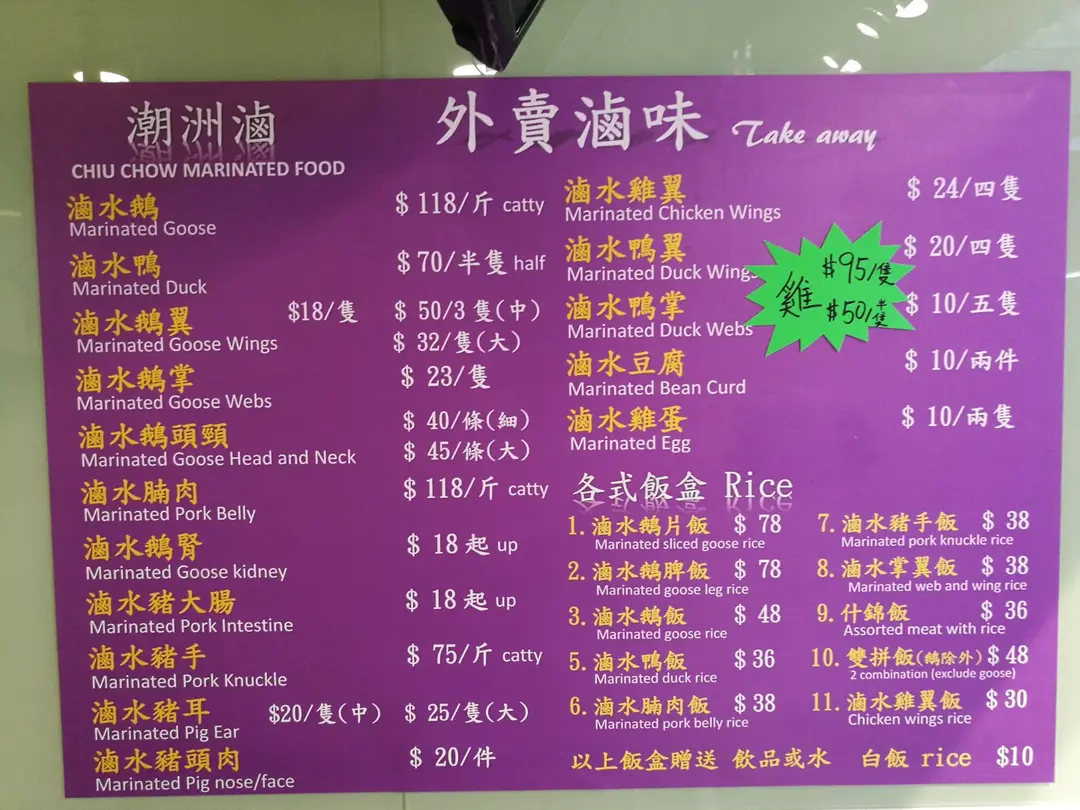 潮洲滷
CHIU CHOW MARINATED FOOD
外賣滷味 Take away
滷水鵝 $ 118/斤 catty
Marinated Goose
滷水鴨 $70/半隻 half
Marinated Duck
滷水鵝翼 $18/隻 $ 50/3 隻(中)
Marinated Goose Wings $ 32/隻(大)
滷水鵝掌 $ 23/隻
Marinated Goose Webs
滷水鵝頭頸 $ 40/條(細)
Marinated Goose Head and Neck $ 45/條(大)
滷水腩肉 $ 118/斤 catty
Marinated Pork Belly
滷水鵝腎 $ 18 起 up
Marinated Goose kidney
滷水豬大腸 $ 18 起 up
Marinated Pork Intestine
滷水豬手 $ 75/斤 catty
Marinated Pork Knuckle
滷水豬耳 $20/隻(中) $ 25/隻(大)
Marinated Pig Ear
滷水豬頭肉 $ 20/件
Marinated Pig nose/face
滷水雞翼 $ 24/四隻
Marinated Chicken Wings
滷水鴨翼 $ 20/四隻
Marinated Duck Wings
滷水鴨掌 $ 10/五隻
Marinated Duck Webs
雞 $95/隻
$50/半隻
滷水豆腐 $ 10/兩件
Marinated Bean Curd
滷水雞蛋 $ 10/兩隻
Marinated Egg
各式飯盒 Rice
1. 滷水鵝片飯 $ 78
Marinated sliced goose rice
2. 滷水鵝脾飯 $ 78
Marinated goose leg rice
3. 滷水鵝飯 $ 48
Marinated goose rice
5. 滷水鴨飯 $36
Marinated duck rice
6. 滷水腩肉飯 $ 38
Marinated pork belly rice
7. 滷水豬手飯 $ 38
Marinated pork knuckle rice
8. 滷水掌翼飯 $ 38
Marinated web and wing rice
9. 什錦飯 $ 36
Assorted meat with rice
10. 雙拼飯(鵝除外) $ 48
2 combination (exclude goose)
11. 滷水雞翼飯 $ 30
Chicken wings rice
以上飯盒贈送 飲品或水 白飯 rice $10